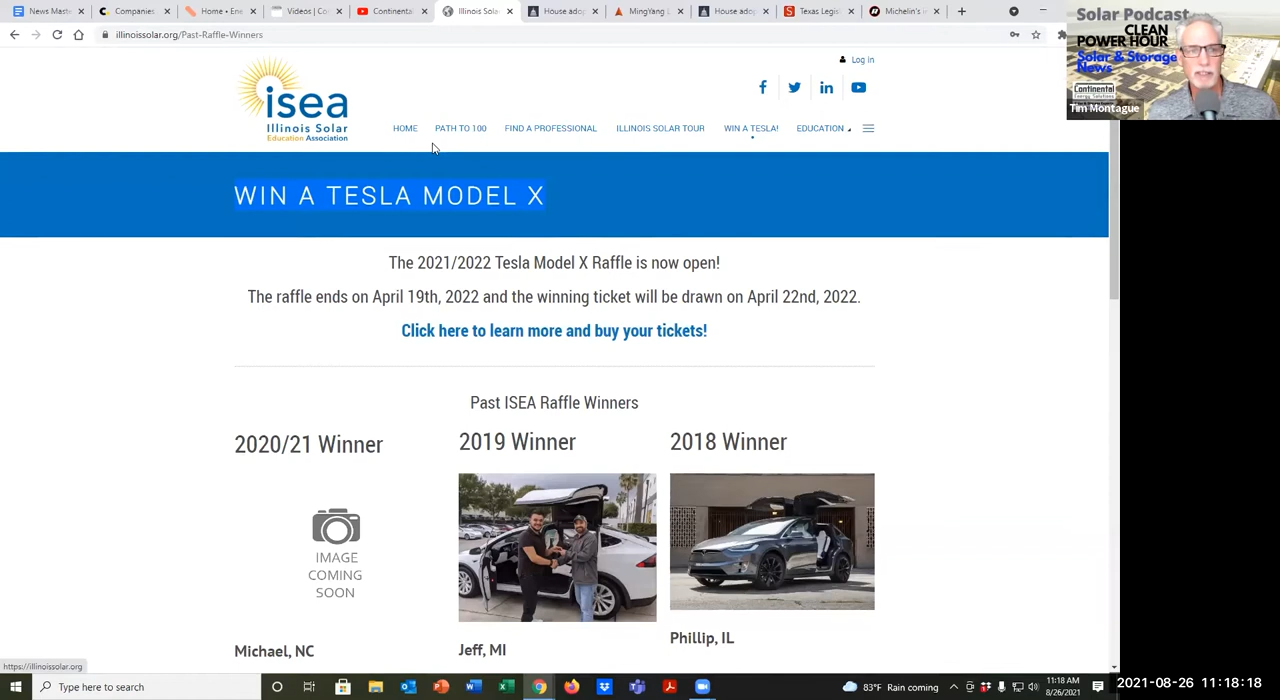 News Maste
Companies
Home • Ene
Videos | Co
Continental
Illinois Sola
House adop
MingYang L
House adop
Texas Legis
Michelin's in
illinoissolar.org/Past-Raffle-Winners
Solar Podcast
CLEAN
POWER HOUR
Solar & Storage
News
Continental
Tim Montague
Log in
isea
Illinois Solar
Education Association
HOME
PATH TO 100
FIND A PROFESSIONAL
ILLINOIS SOLAR TOUR
WIN A TESLA!
EDUCATION
WIN A TESLA MODEL X
The 2021/2022 Tesla Model X Raffle is now open!
The raffle ends on April 19th, 2022 and the winning ticket will be drawn on April 22nd, 2022.
Click here to learn more and buy your tickets!
Past ISEA Raffle Winners
2020/21 Winner
2019 Winner
2018 Winner
IMAGE
COMING
SOON
Michael, NC
Jeff, MI
Phillip, IL
https://illinoissolar.org
Type here to search
83°F Rain coming
11:18 AM
8/26/2021
2021-08-26 11:18:18